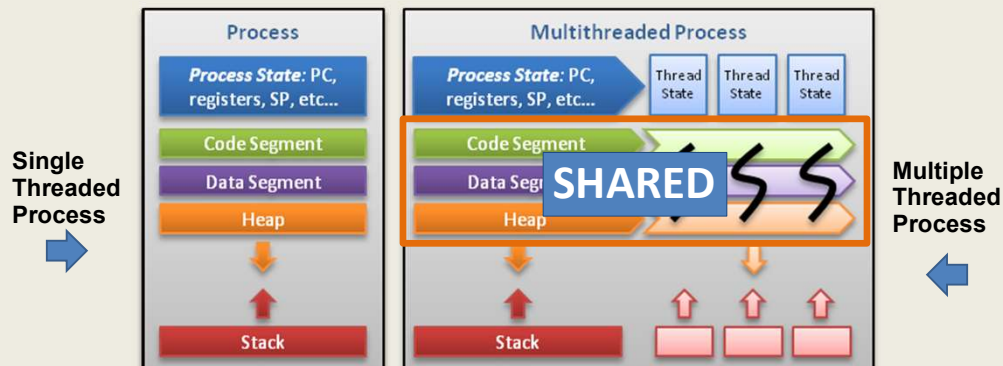 Process
Process State: PC,
registers, SP, etc...
Code Segment
Data Segment
Heap
Stack
Single
Threaded
Process
Multithreaded Process
Process State: PC,
registers, SP, etc...
Thread
State
Thread
State
Thread
State
Code Segment
SHARED
Heap
Stack
Multiple
Threaded
Process